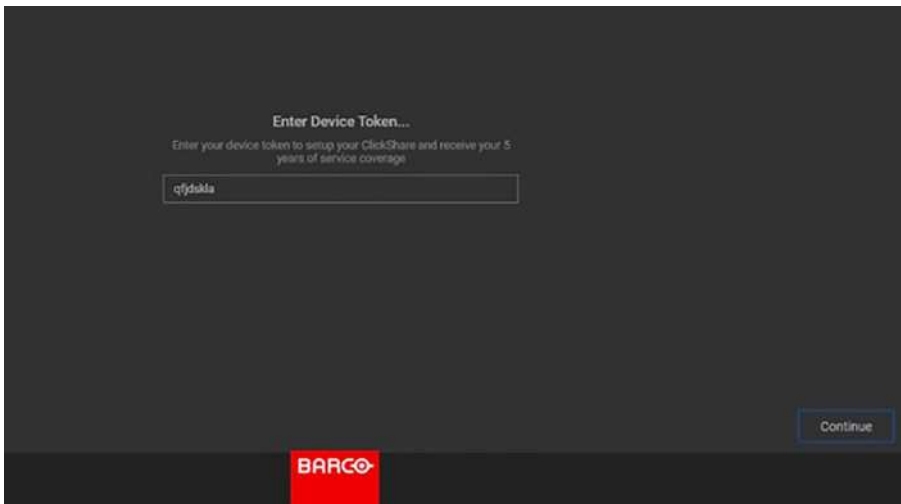 Enter Device Token...
Enter your device token to setup your ClickShare and receive your 5
years of service coverage
qfjdskla
Continue
BARCO